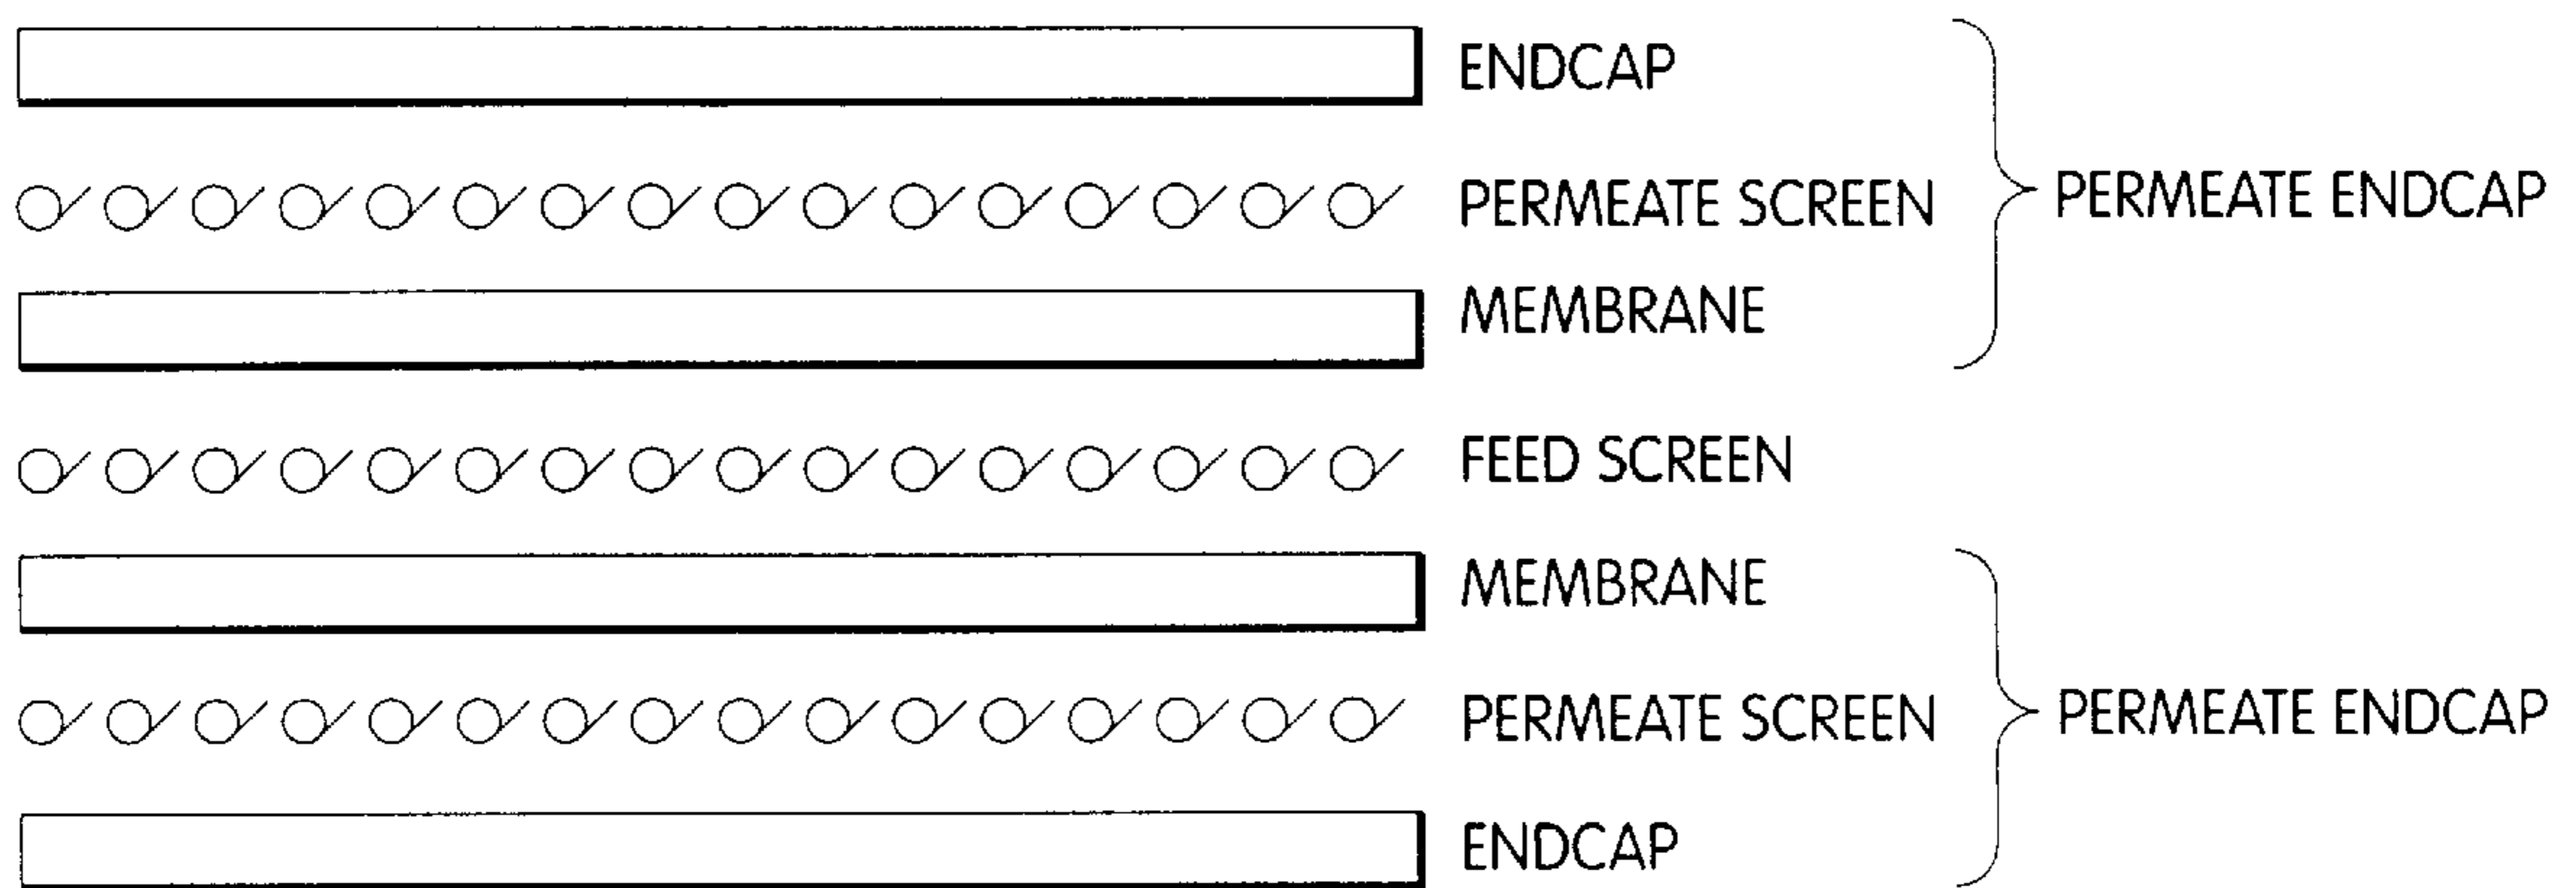 ENDCAP
PERMEATE SCREEN
PERMEATE ENDCAP
MEMBRANE
FEED SCREEN
MEMBRANE
PERMEATE SCREEN
PERMEATE ENDCAP
ENDCAP